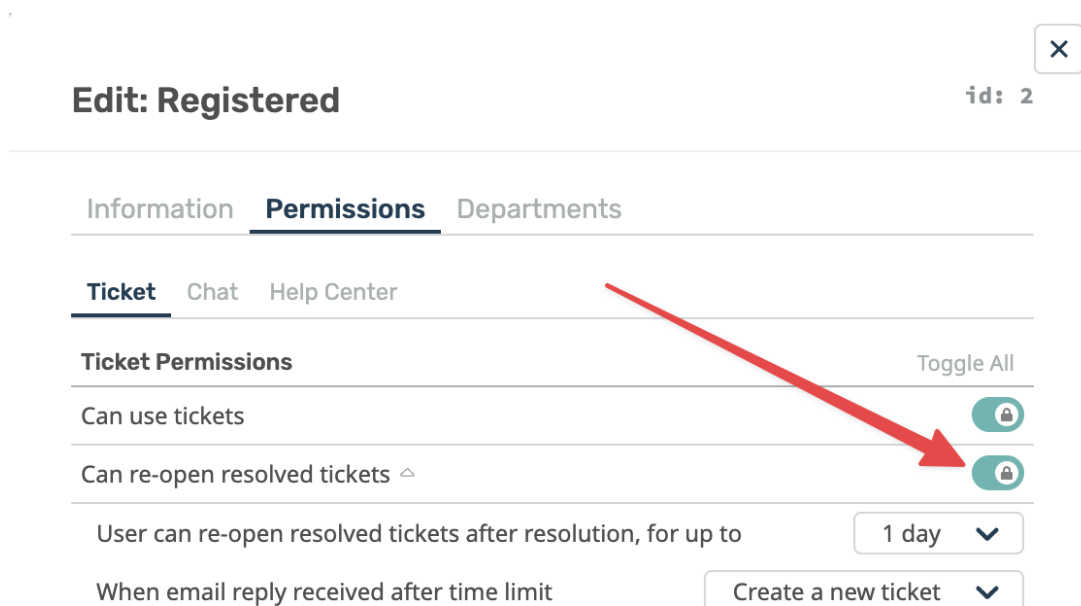 Edit: Registered id: 2
Information Permissions Departments
Ticket Chat Help Center
Ticket Permissions Toggle All
Can use tickets
Can re-open resolved tickets
User can re-open resolved tickets after resolution, for up to 1 day
When email reply received after time limit Create a new ticket